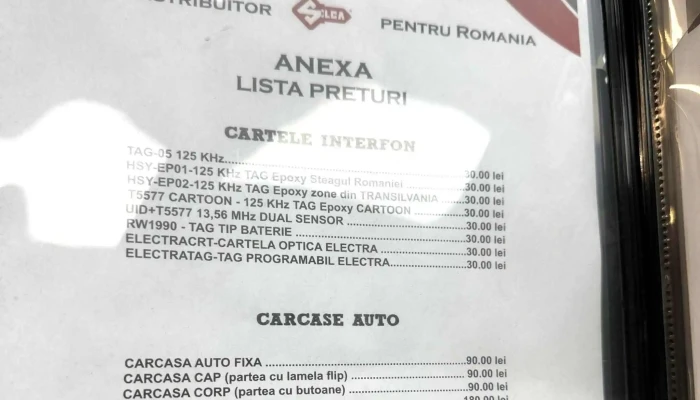 SILCA
PENTRU ROMANIA
ANEXA
LISTA PRETURI
CARTELE INTERFON
TAG-05 125 KHz 30.00 lei
HSY-EP01-125 KHz TAG Epoxy Steagul Romaniei 30.00 lei
HSY-EP02-125 KHz TAG Epoxy zone din TRANSILVANIA 30.00 lei
T5577 CARTOON - 125 KHz TAG Epoxy CARTOON 30.00 lei
UID+T5577 13,56 MHz DUAL SENSOR 30.00 lei
RW1990 - TAG TIP BATERIE 30.00 lei
ELECTRACRT-CARTELA OPTICA ELECTRA 30.00 lei
ELECTRATAG-TAG PROGRAMABIL ELECTRA 30.00 lei
CARCASE AUTO
CARCASA AUTO FIXA 90.00 lei
CARCASA CAP (partea cu lamela flip) 90.00 lei
CARCASA CORP (partea cu butoane) 90.00 lei